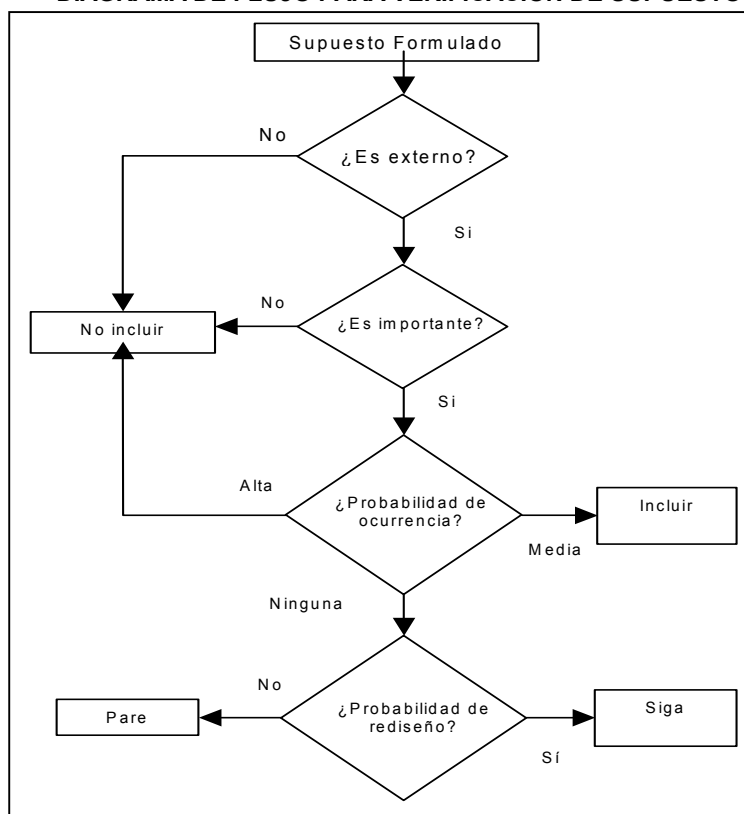 Supuesto Formulado
No
¿Es externo?
Si
No
¿Es importante?
No incluir
Si
Alta
¿Probabilidad de
ocurrencia?
Incluir
Media
Ninguna
No
¿Probabilidad de
rediseño?
Siga
Pare
Sí